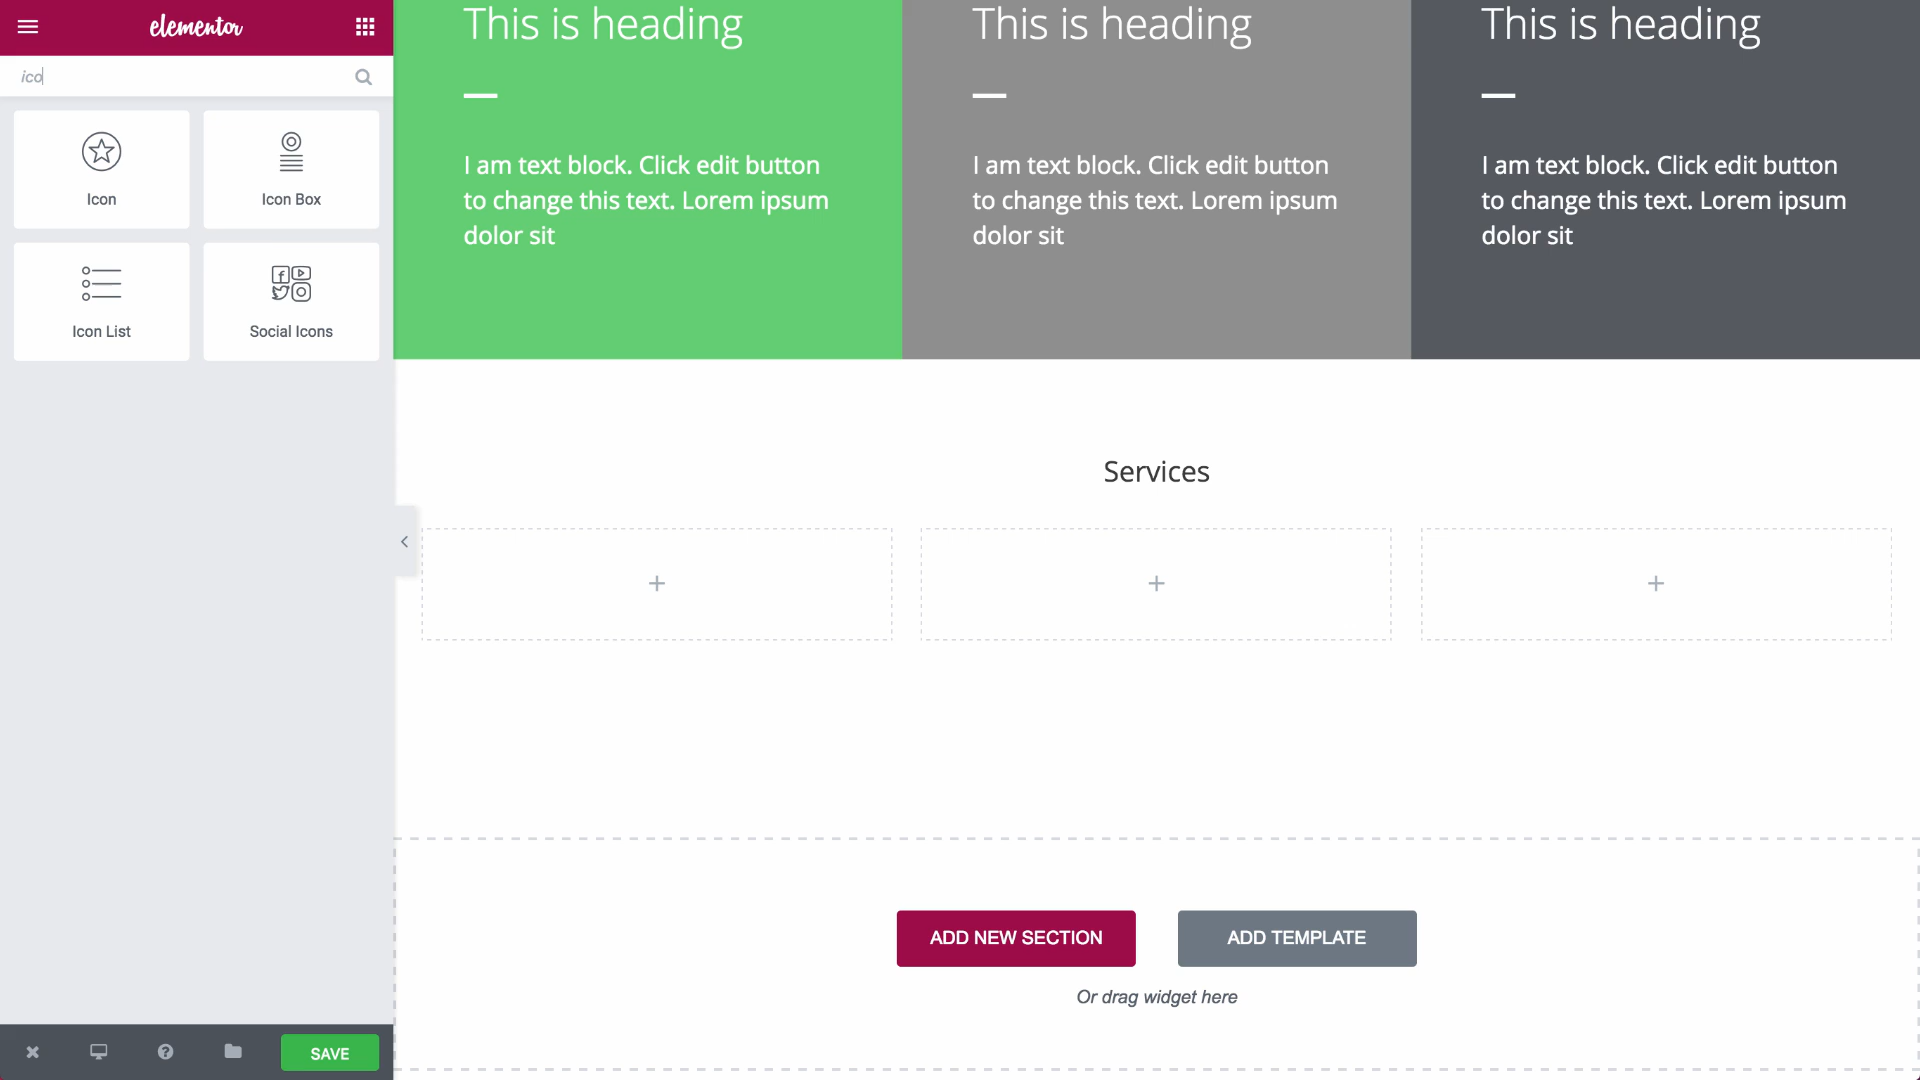 elementor
ico
Icon
Icon Box
Icon List
Social Icons
SAVE
This is heading
I am text block. Click edit button
to change this text. Lorem ipsum
dolor sit
This is heading
I am text block. Click edit button
to change this text. Lorem ipsum
dolor sit
This is heading
I am text block. Click edit button
to change this text. Lorem ipsum
dolor sit
Services
ADD NEW SECTION
ADD TEMPLATE
Or drag widget here